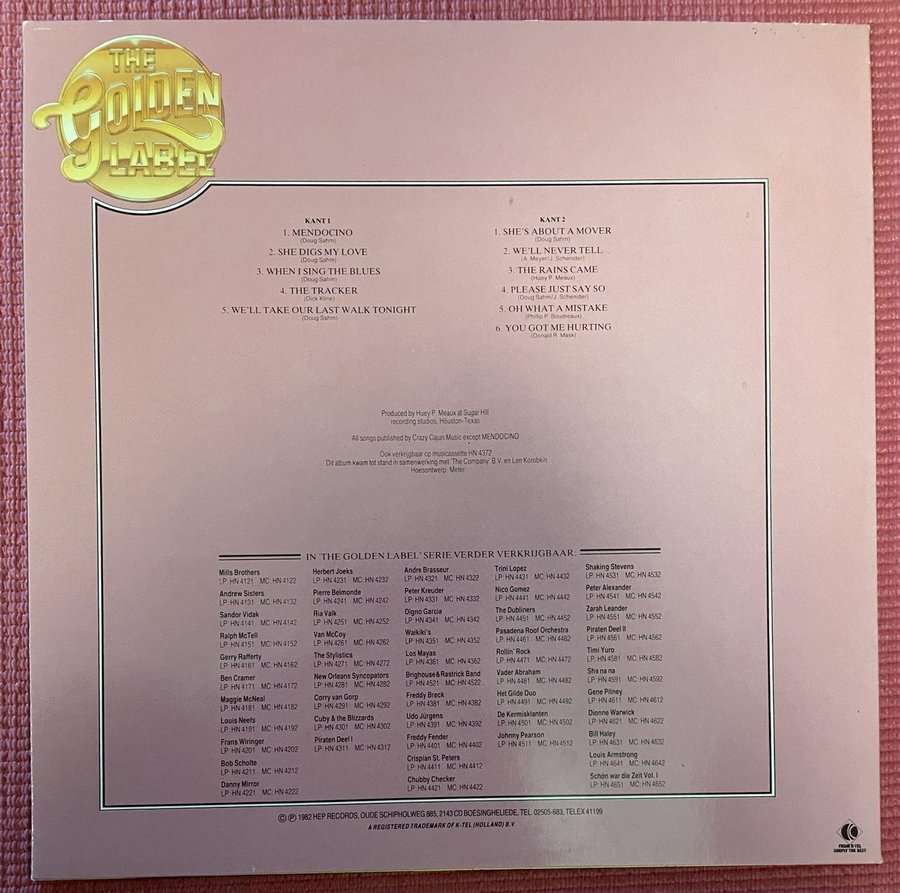 THE
GOLDEN
LABEL
KANT 1
1. MENDOCINO
(Doug Sahm)
2. SHE DIGS MY LOVE
(Doug Sahm)
3. WHEN I SING THE BLUES
(Doug Sahm)
4. THE TRACKER
(Dick Kline)
5. WE'LL TAKE OUR LAST WALK TONIGHT
(Doug Sahm)
KANT 2
1. SHE'S ABOUT A MOVER
(Doug Sahm)
2. WE'LL NEVER TELL
(A. Meyer/J. Schenider)
3. THE RAINS CAME
(Huey P. Meaux)
4. PLEASE JUST SAY SO
(Doug Sahm/J. Schenider)
5. OH WHAT A MISTAKE
(Phillip P. Boudreaux)
6. YOU GOT ME HURTING
(Donald R. Mask)
Produced by Huey P. Meaux at Sugar Hill
recording studios, Houston-Texas
All songs published by Crazy Cajun Music except MENDOCINO
Ook verkrijgbaar op musicassette HN 4372
Dit album kwam tot stand in samenwerking met 'The Company' B.V. en Len Korobkin.
Hoesontwerp: Meter
IN 'THE GOLDEN LABEL' SERIE VERDER VERKRIJGBAAR:
Mills Brothers
LP: HN 4121 MC: HN 4122
Andrew Sisters
LP: HN 4131 MC: HN 4132
Sandor Vidak
LP: HN 4141 MC: HN 4142
Ralph McTell
LP: HN 4151 MC: HN 4152
Gerry Rafferty
LP: HN 4161 MC: HN 4162
Ben Cramer
LP: HN 4171 MC: HN 4172
Maggie McNeal
LP: HN 4181 MC: HN 4182
Louis Neefs
LP: HN 4191 MC: HN 4192
Frans Wiringer
LP: HN 4201 MC: HN 4202
Bob Scholte
LP: HN 4211 MC: HN 4212
Danny Mirror
LP: HN 4221 MC: HN 4222
Herbert Joeks
LP: HN 4231 MC: HN 4232
Pierre Belmonde
LP: HN 4241 MC: HN 4242
Ria Valk
LP: HN 4251 MC: HN 4252
Van McCoy
LP: HN 4261 MC: HN 4262
The Stylistics
LP: HN 4271 MC: HN 4272
New Orleans Syncopators
LP: HN 4281 MC: HN 4282
Corry van Gorp
LP: HN 4291 MC: HN 4292
Cuby & the Blizzards
LP: HN 4301 MC: HN 4302
Piraten Deel I
LP: HN 4311 MC: HN 4312
Andre Brasseur
LP: HN 4321 MC: HN 4322
Peter Kreuder
LP: HN 4331 MC: HN 4332
Digno Garcia
LP: HN 4341 MC: HN 4342
Waikiki's
LP: HN 4351 MC: HN 4352
Los Mayas
LP: HN 4361 MC: HN 4362
Brighouse & Rastrick Band
LP: HN 4521 MC: HN 4522
Freddy Breck
LP: HN 4381 MC: HN 4382
Udo Jürgens
LP: HN 4391 MC: HN 4392
Freddy Fender
LP: HN 4401 MC: HN 4402
Crispian St. Peters
LP: HN 4411 MC: HN 4412
Chubby Checker
LP: HN 4421 MC: HN 4422
Trini Lopez
LP: HN 4431 MC: HN 4432
Nico Gomez
LP: HN 4441 MC: HN 4442
The Dubliners
LP: HN 4451 MC: HN 4452
Pasadena Roof Orchestra
LP: HN 4461 MC: HN 4462
Rollin' Rock
LP: HN 4471 MC: HN 4472
Vader Abraham
LP: HN 4481 MC: HN 4482
Het Gilde Duo
LP: HN 4491 MC: HN 4492
De Kermisklanten
LP: HN 4501 MC: HN 4502
Johnny Pearson
LP: HN 4511 MC: HN 4512
Shaking Stevens
LP: HN 4531 MC: HN 4532
Peter Alexander
LP: HN 4541 MC: HN 4542
Zarah Leander
LP: HN 4551 MC: HN 4552
Piraten Deel II
LP: HN 4561 MC: HN 4562
Timi Yuro
LP: HN 4581 MC: HN 4582
Sha na na
LP: HN 4591 MC: HN 4592
Gene Pitney
LP: HN 4611 MC: HN 4612
Dionne Warwick
LP: HN 4621 MC: HN 4622
Bill Haley
LP: HN 4631 MC: HN 4632
Louis Armstrong
LP: HN 4641 MC: HN 4642
Schön war die Zeit Vol. I
LP: HN 4651 MC: HN 4652
© ℗ 1982 HEP RECORDS, OUDE SCHIPHOLWEG 885, 2143 CD BOESINGHELIEDE, TEL. 02505-683, TELEX 41199
A REGISTERED TRADEMARK OF K-TEL (HOLLAND) B.V.
K
FROM K-TEL
SIMPLY THE BEST